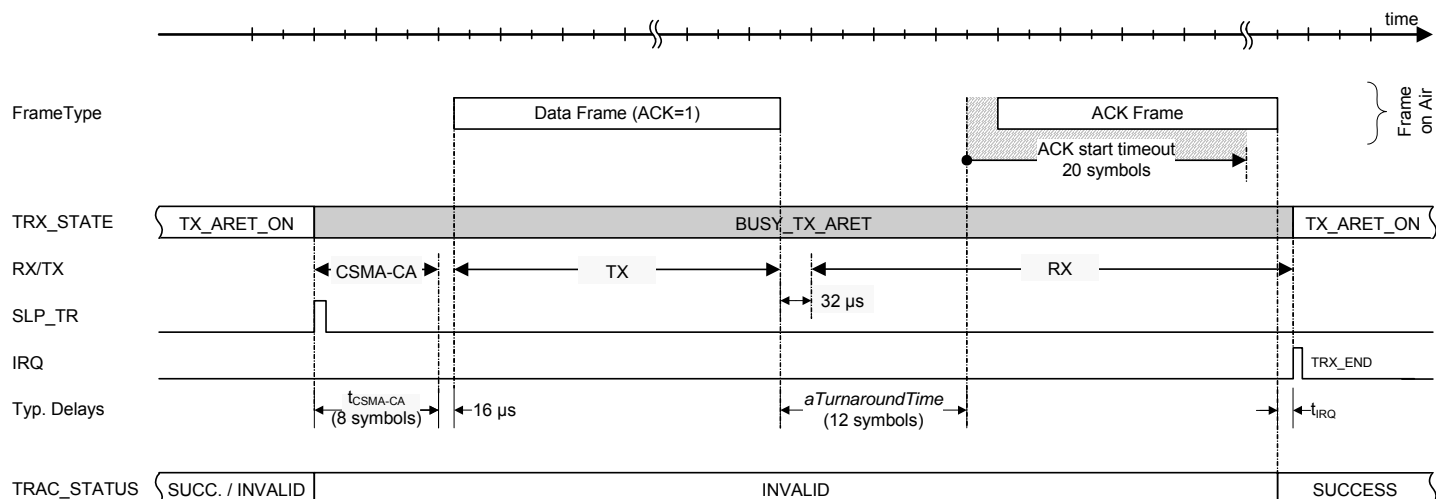 time
FrameType
Data Frame (ACK=1)
ACK Frame
Frame
on Air
ACK start timeout
20 symbols
TRX_STATE
TX_ARET_ON
BUSY_TX_ARET
TX_ARET_ON
RX/TX
CSMA-CA
TX
RX
32 µs
SLP_TR
IRQ
TRX_END
Typ. Delays
tCSMA-CA
(8 symbols)
16 µs
aTurnaroundTime
(12 symbols)
tIRQ
TRAC_STATUS
SUCC. / INVALID
INVALID
SUCCESS